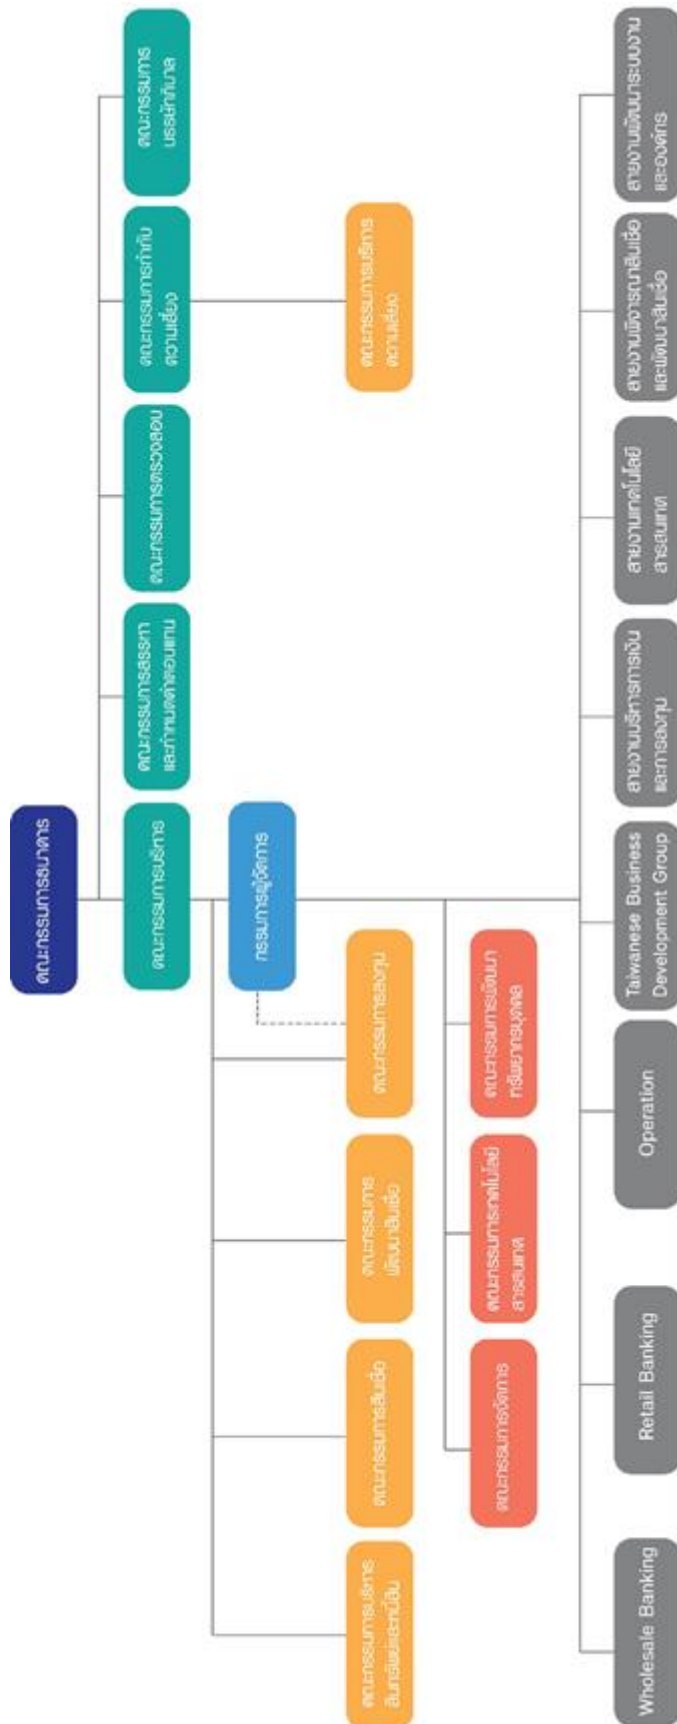 คณะกรรมการธนาคาร
คณะกรรมการบริหาร
คณะกรรมการสรรหา
และกำหนดค่าตอบแทน
คณะกรรมการตรวจสอบ
คณะกรรมการกำกับ
ความเสี่ยง
คณะกรรมการ
บรรษัทภิบาล
กรรมการผู้จัดการ
คณะกรรมการบริหาร
สินทรัพย์และหนี้สิน
คณะกรรมการสินเชื่อ
คณะกรรมการ
พัฒนาสินเชื่อ
คณะกรรมการลงทุน
คณะกรรมการบริหาร
ความเสี่ยง
คณะกรรมการจัดการ
คณะกรรมการเทคโนโลยี
สารสนเทศ
คณะกรรมการพัฒนา
ทรัพยากรบุคคล
Wholesale Banking
Retail Banking
Operation
Taiwanese Business
Development Group
สายงานบริหารการเงิน
และการลงทุน
สายงานเทคโนโลยี
สารสนเทศ
สายงานพิจารณาสินเชื่อ
และพัฒนาสินเชื่อ
สายงานพัฒนาระบบงาน
และองค์กร